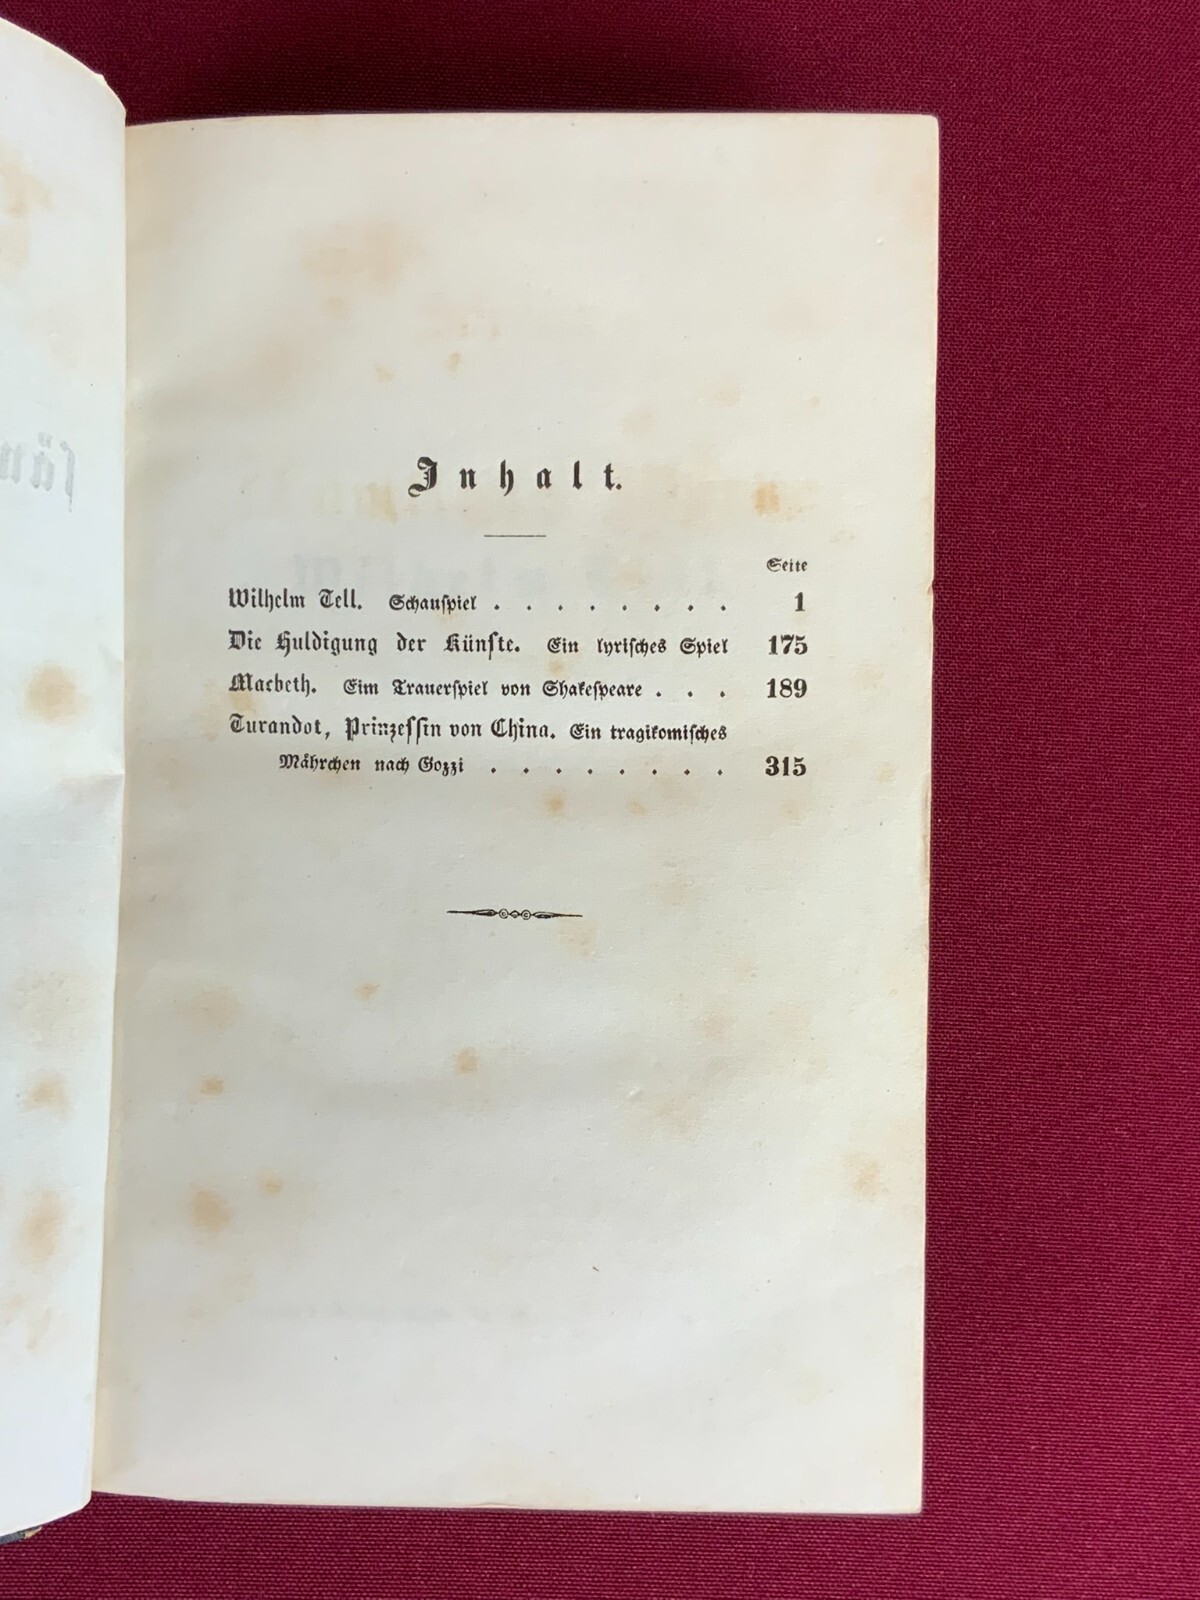 Inhalt.
Seite
Wilhelm Tell. Schauspiel . . . . . . . . 1
Die Huldigung der Künste. Ein lyrisches Spiel 175
Macbeth. Eim Trauerspiel von Shakespeare . . . 189
Turandot, Prinzessin von China. Ein tragikomisches
Mährchen nach Gozzi . . . . . . . . 315